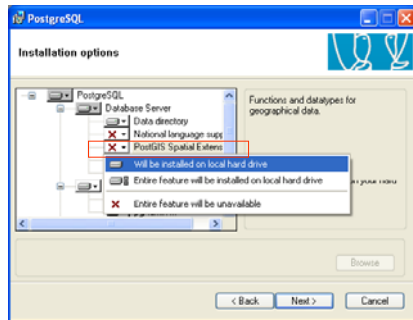 PostgreSQL
Installation options
PostgreSQL
Database Server
Data directory
National language supp
PostGIS Spatial Extens
Functions and datatypes for
geographical data.
Will be installed on local hard drive
Entire feature will be installed on local hard drive
on your hard
Entire feature will be unavailable
Browse
< Back
Next >
Cancel